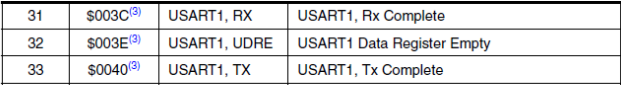 31 $003C(3) USART1, RX USART1, Rx Complete
32 $003E(3) USART1, UDRE USART1 Data Register Empty
33 $0040(3) USART1, TX USART1, Tx Complete